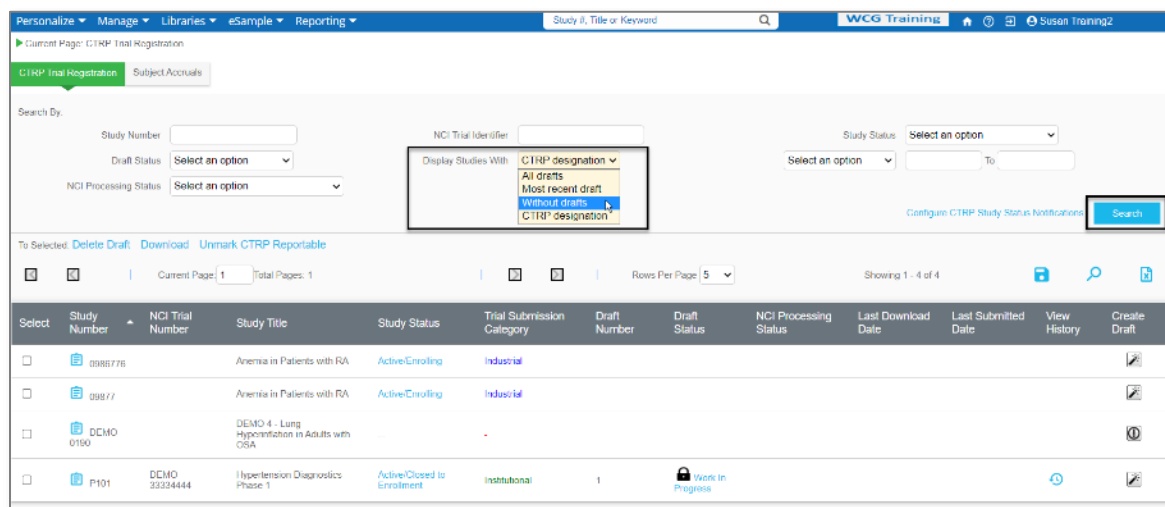 Personalize Manage Libraries eSample Reporting Study #, Title or Keyword WCG Training Susan Training2
Current Page: CTRP Trial Registration
CTRP Trial Registration Subject Accruals
Search By:
Study Number NCI Trial Identifier Study Status Select an option
Draft Status Select an option Display Studies With CTRP designation Select an option To
All drafts
NCI Processing Status Select an option Most recent draft
Without drafts
CTRP designation Configure CTRP Study Status Notifications Search
To Selected: Delete Draft Download Unmark CTRP Reportable
Current Page: 1 Total Pages: 1 Rows Per Page 5 Showing 1 - 4 of 4
Select Study Number NCI Trial Number Study Title Study Status Trial Submission Category Draft Number Draft Status NCI Processing Status Last Download Date Last Submitted Date View History Create Draft
0986776 Anemia in Patients with RA Active/Enrolling Industrial
09877 Anemia in Patients with RA Active/Enrolling Industrial
DEMO 0190 DEMO 4 - Lung Hyperinflation in Adults with OSA - -
P101 DEMO 33334444 Hypertension Diagnostics Phase 1 Active/Closed to Enrollment Institutional 1 Work In Progress